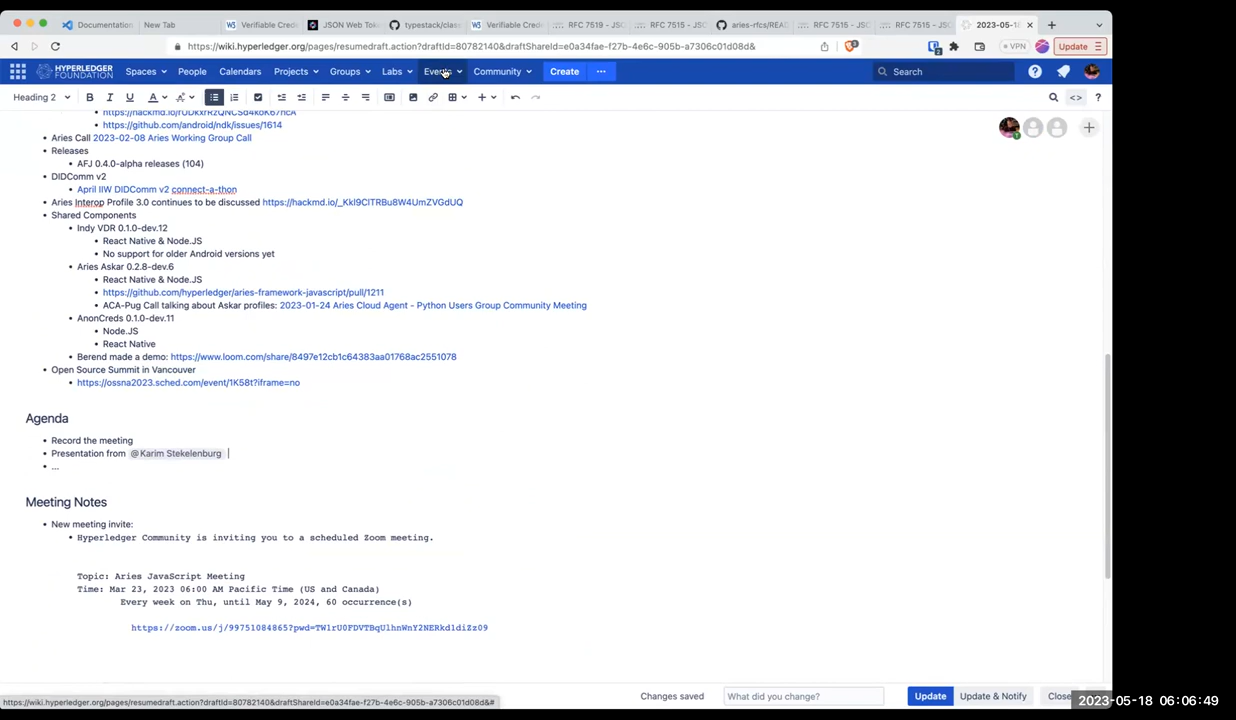 Documentation
New Tab
Verifiable Cred
JSON Web Tok
typestack/class
Verifiable Cred
RFC 7519 - JSO
RFC 7515 - JSO
aries-rfcs/REA
RFC 7515 - JSO
RFC 7515 - JSO
2023-05-18
https://wiki.hyperledger.org/pages/resumedraft.action?draftId=80782140&draftShareId=e0a34fae-f27b-4e6c-905b-a7306c01d08d&
VPN
Update
HYPERLEDGER FOUNDATION
Spaces
People
Calendars
Projects
Groups
Labs
Events
Community
Create
Search
Heading 2
B I U A
https://github.com/android/ndk/issues/1614
Aries Call 2023-02-08 Aries Working Group Call
Releases
AFJ 0.4.0-alpha releases (104)
DIDComm v2
April IIW DIDComm v2 connect-a-thon
Aries Interop Profile 3.0 continues to be discussed https://hackmd.io/_KkI9ClTRBu8W4UmZVGdUQ
Shared Components
Indy VDR 0.1.0-dev.12
React Native & Node.JS
No support for older Android versions yet
Aries Askar 0.2.8-dev.6
React Native & Node.JS
https://github.com/hyperledger/aries-framework-javascript/pull/1211
ACA-Pug Call talking about Askar profiles: 2023-01-24 Aries Cloud Agent - Python Users Group Community Meeting
AnonCreds 0.1.0-dev.11
Node.JS
React Native
Berend made a demo: https://www.loom.com/share/8497e12cb1c64383aa01768ac2551078
Open Source Summit in Vancouver
https://ossna2023.sched.com/event/1K58t?iframe=no
Agenda
Record the meeting
Presentation from @Karim Stekelenburg
...
Meeting Notes
New meeting invite:
Hyperledger Community is inviting you to a scheduled Zoom meeting.
Topic: Aries JavaScript Meeting
Time: Mar 23, 2023 06:00 AM Pacific Time (US and Canada)
Every week on Thu, until May 9, 2024, 60 occurrence(s)
https://zoom.us/j/99751084865?pwd=TW1rU0FDVTBqUlhnWnY2NERkd1diZz09
https://wiki.hyperledger.org/pages/resumedraft.action?draftId=80782140&draftShareId=e0a34fae-f27b-4e6c-905b-a7306c01d08d&#
Changes saved
What did you change?
Update
Update & Notify
Close
2023-05-18 06:06:49